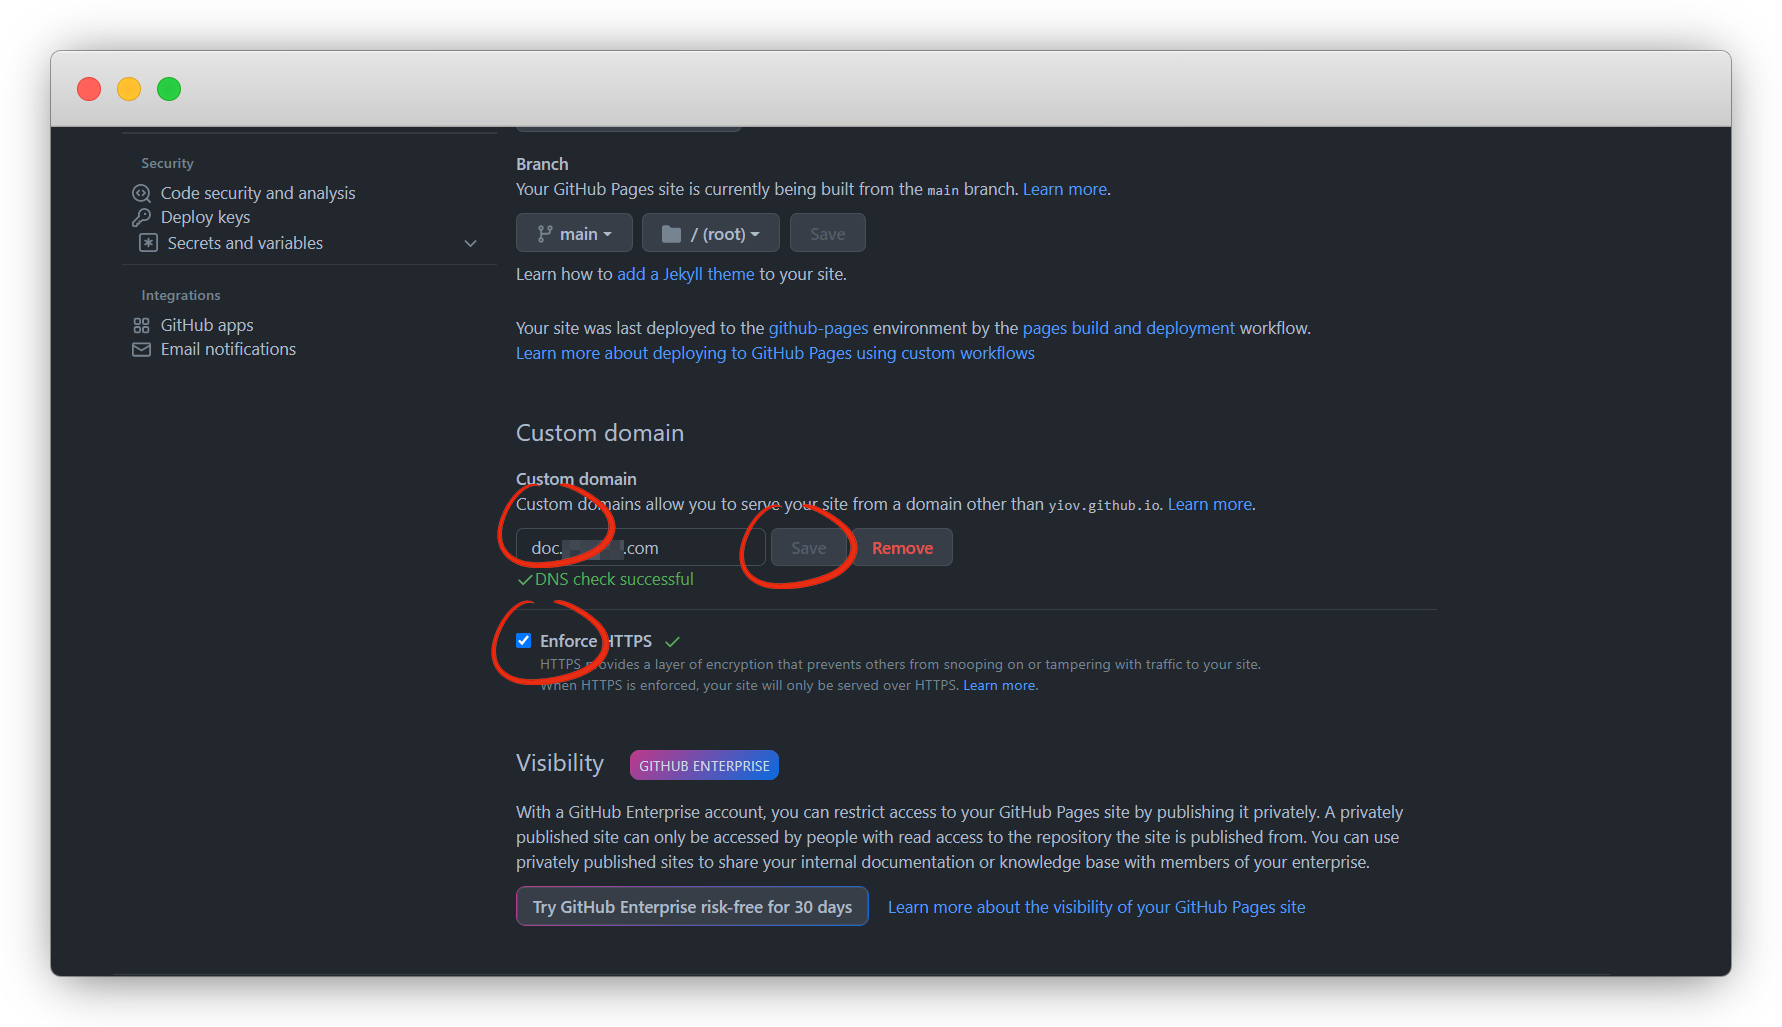 Security
Code security and analysis
Deploy keys
Secrets and variables
Integrations
GitHub apps
Email notifications
Branch
Your GitHub Pages site is currently being built from the main branch. Learn more.
main / (root) Save
Learn how to add a Jekyll theme to your site.
Your site was last deployed to the github-pages environment by the pages build and deployment workflow.
Learn more about deploying to GitHub Pages using custom workflows
Custom domain
Custom domain
Custom domains allow you to serve your site from a domain other than yiov.github.io. Learn more.
doc. .com Save Remove
DNS check successful
Enforce HTTPS
HTTPS provides a layer of encryption that prevents others from snooping on or tampering with traffic to your site.
When HTTPS is enforced, your site will only be served over HTTPS. Learn more.
Visibility GITHUB ENTERPRISE
With a GitHub Enterprise account, you can restrict access to your GitHub Pages site by publishing it privately. A privately
published site can only be accessed by people with read access to the repository the site is published from. You can use
privately published sites to share your internal documentation or knowledge base with members of your enterprise.
Try GitHub Enterprise risk-free for 30 days Learn more about the visibility of your GitHub Pages site